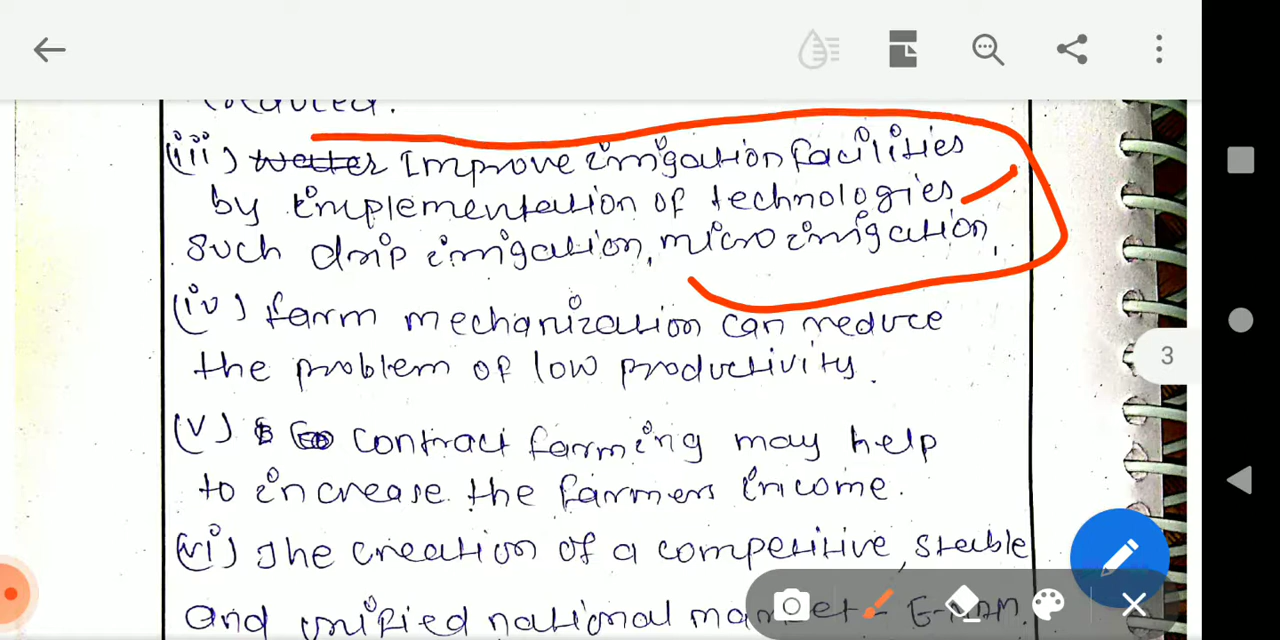 (iii) Improve irrigation facilities
by implementation of technologies
such drip irrigation, micro irrigation,
(iv) farm mechanization can reduce
the problem of low productivity.
(v) contract farming may help
to increase the farmers income.
(vi) The creation of a competitive, stable
and unified national market - E-NAM.
3